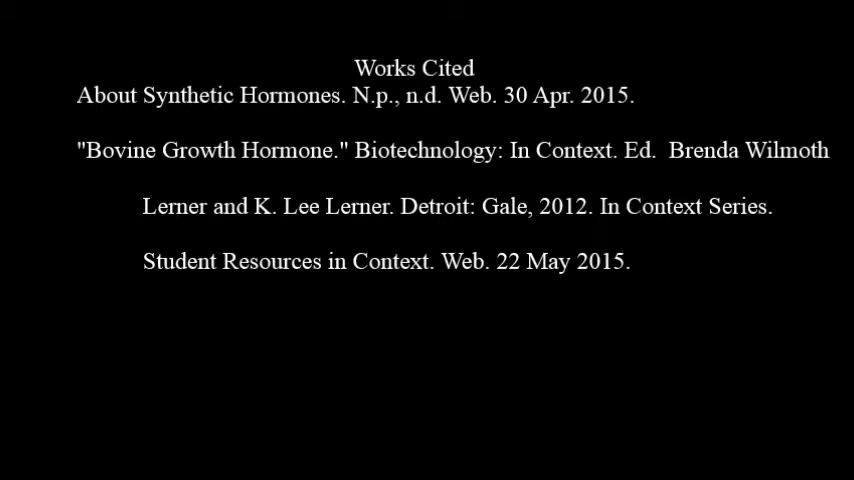 Works Cited
About Synthetic Hormones. N.p., n.d. Web. 30 Apr. 2015.
"Bovine Growth Hormone." Biotechnology: In Context. Ed.  Brenda Wilmoth
Lerner and K. Lee Lerner. Detroit: Gale, 2012. In Context Series.
Student Resources in Context. Web. 22 May 2015.